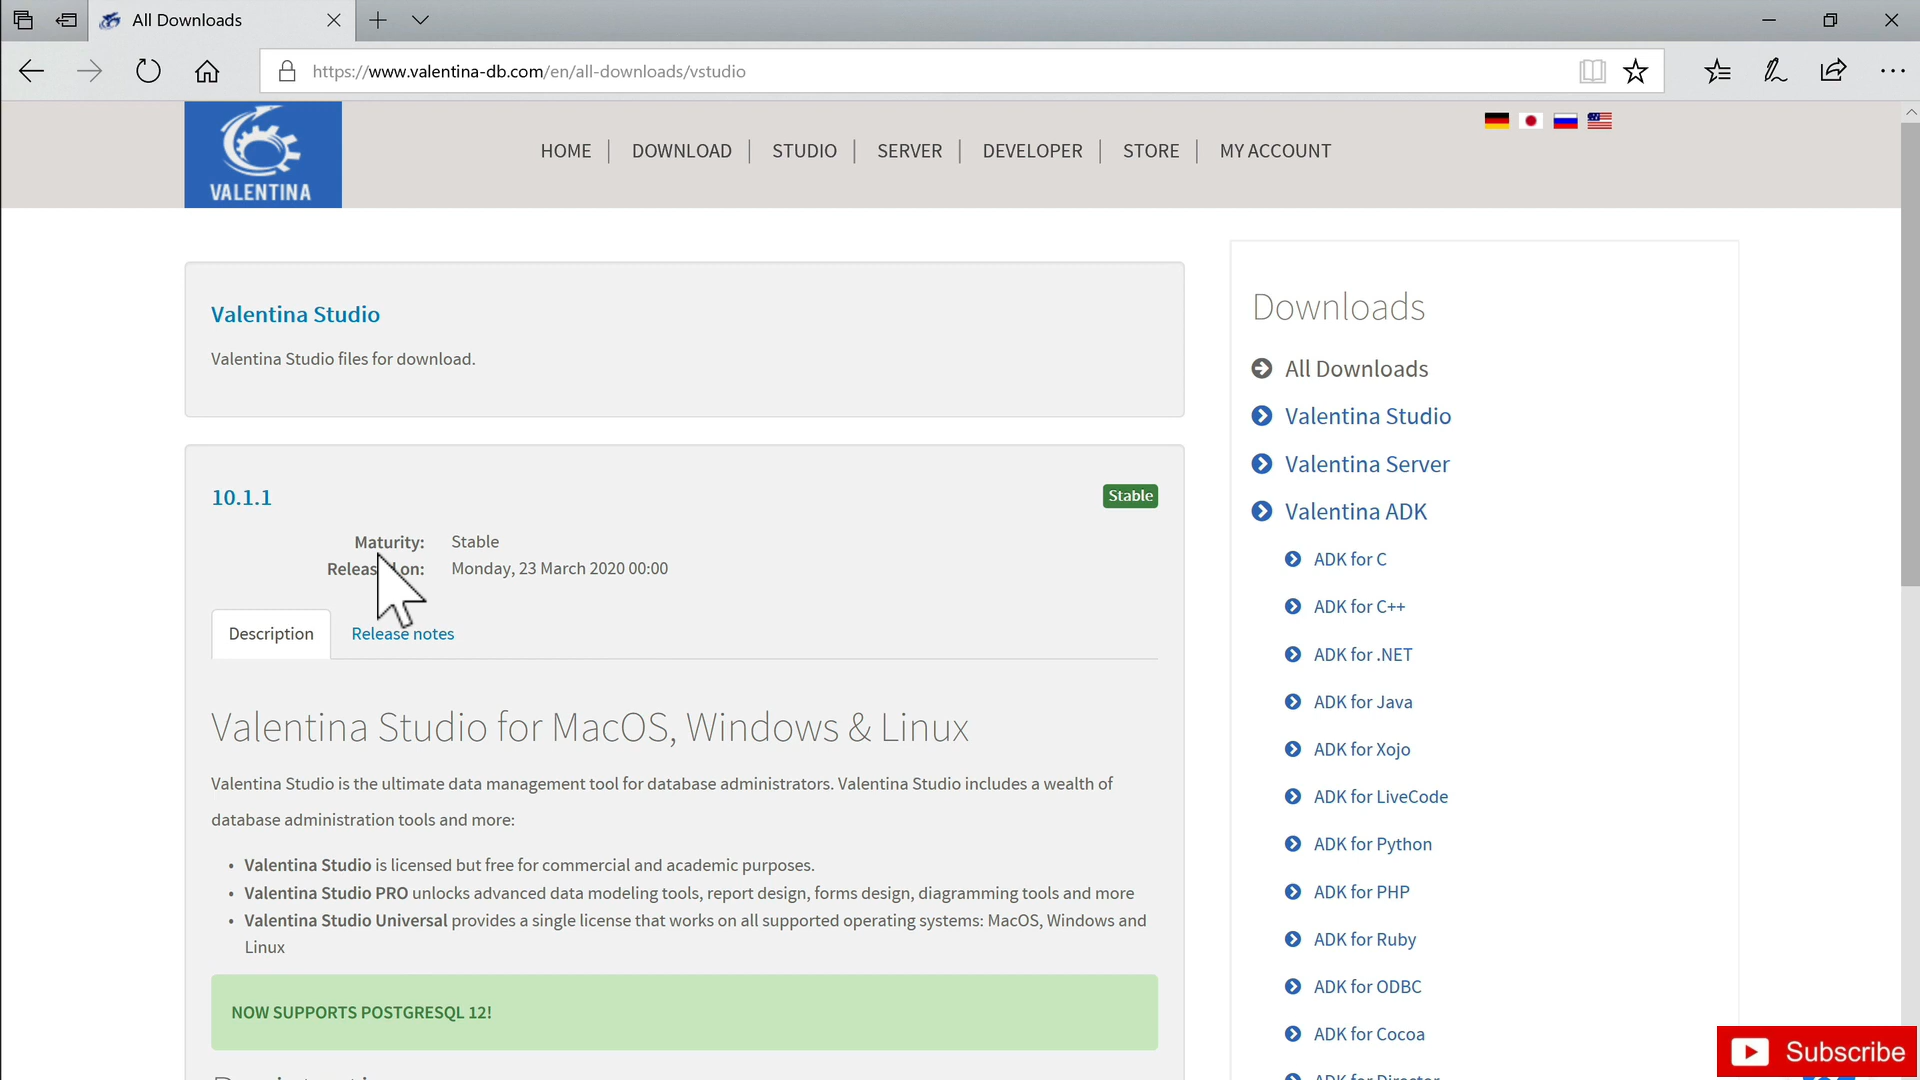 All Downloads
https://www.valentina-db.com/en/all-downloads/vstudio
VALENTINA
HOME
DOWNLOAD
STUDIO
SERVER
DEVELOPER
STORE
MY ACCOUNT
Valentina Studio
Valentina Studio files for download.
10.1.1
Stable
Maturity: Stable
Monday, 23 March 2020 00:00
Description
Release notes
Valentina Studio for MacOS, Windows & Linux
Valentina Studio is the ultimate data management tool for database administrators. Valentina Studio includes a wealth of
database administration tools and more:
• Valentina Studio is licensed but free for commercial and academic purposes.
• Valentina Studio PRO unlocks advanced data modeling tools, report design, forms design, diagramming tools and more
• Valentina Studio Universal provides a single license that works on all supported operating systems: MacOS, Windows and
Linux
NOW SUPPORTS POSTGRESQL 12!
Downloads
All Downloads
Valentina Studio
Valentina Server
Valentina ADK
ADK for C
ADK for C++
ADK for .NET
ADK for Java
ADK for Xojo
ADK for LiveCode
ADK for Python
ADK for PHP
ADK for Ruby
ADK for ODBC
ADK for Cocoa
Subscribe